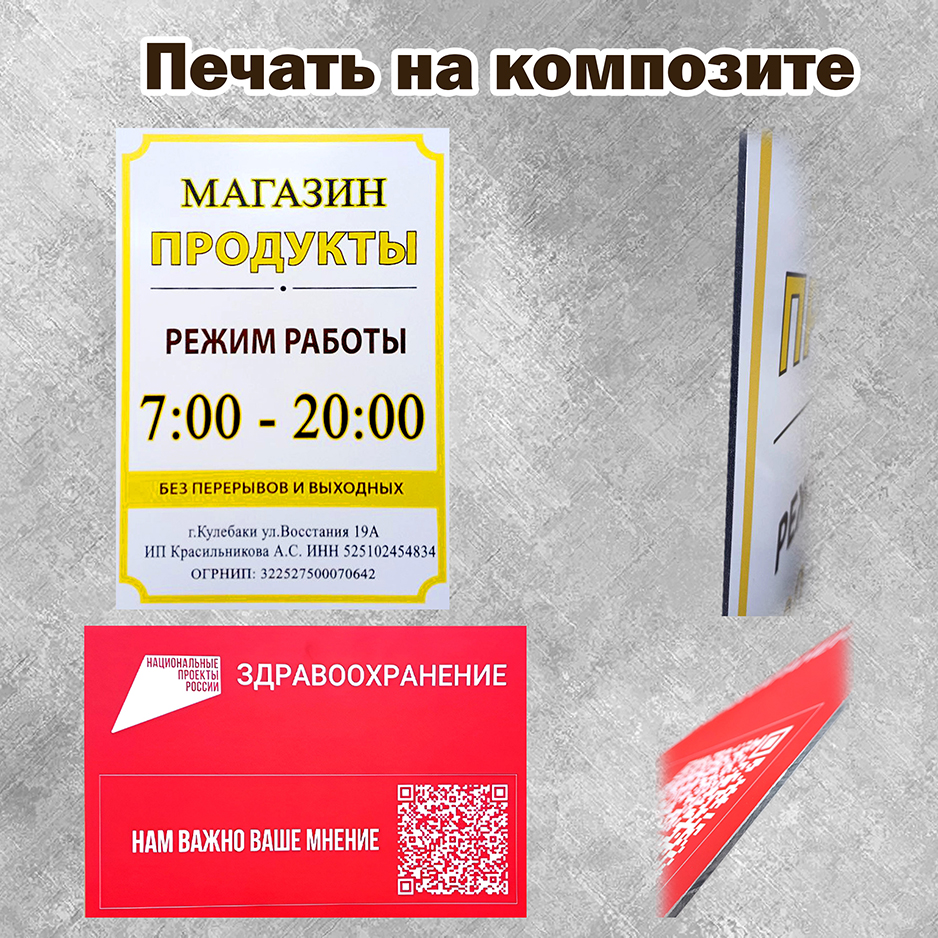 Печать на композите
МАГАЗИН
ПРОДУКТЫ
РЕЖИМ РАБОТЫ
7:00 - 20:00
БЕЗ ПЕРЕРЫВОВ И ВЫХОДНЫХ
г.Кулебаки ул.Восстания 19А
ИП Красильникова А.С. ИНН 525102454834
ОГРНИП: 322527500070642
НАЦИОНАЛЬНЫЕ
ПРОЕКТЫ
РОССИИ
ЗДРАВООХРАНЕНИЕ
НАМ ВАЖНО ВАШЕ МНЕНИЕ